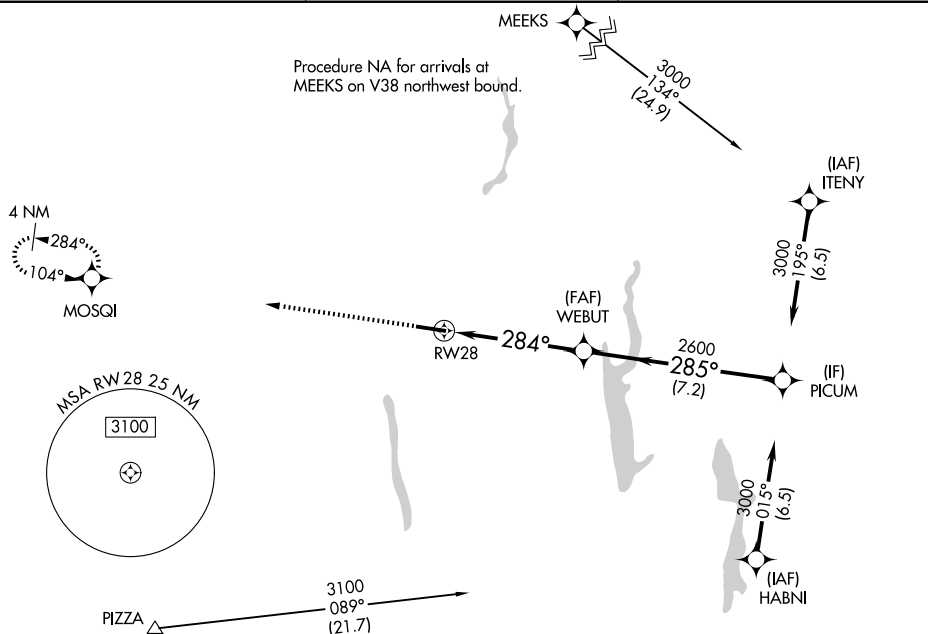 MEEKS
Procedure NA for arrivals at
MEEKS on V38 northwest bound.
3000
134°
(24.9)
(IAF)
ITENY
4 NM
284°
104°
MOSQI
3000
195°
(6.5)
(FAF)
WEBUT
RW28
284°
2600
285°
(7.2)
(IF)
PICUM
MSA RW 28 25 NM
3100
3000
015°
(6.5)
(IAF)
HABNI
PIZZA
3100
089°
(21.7)